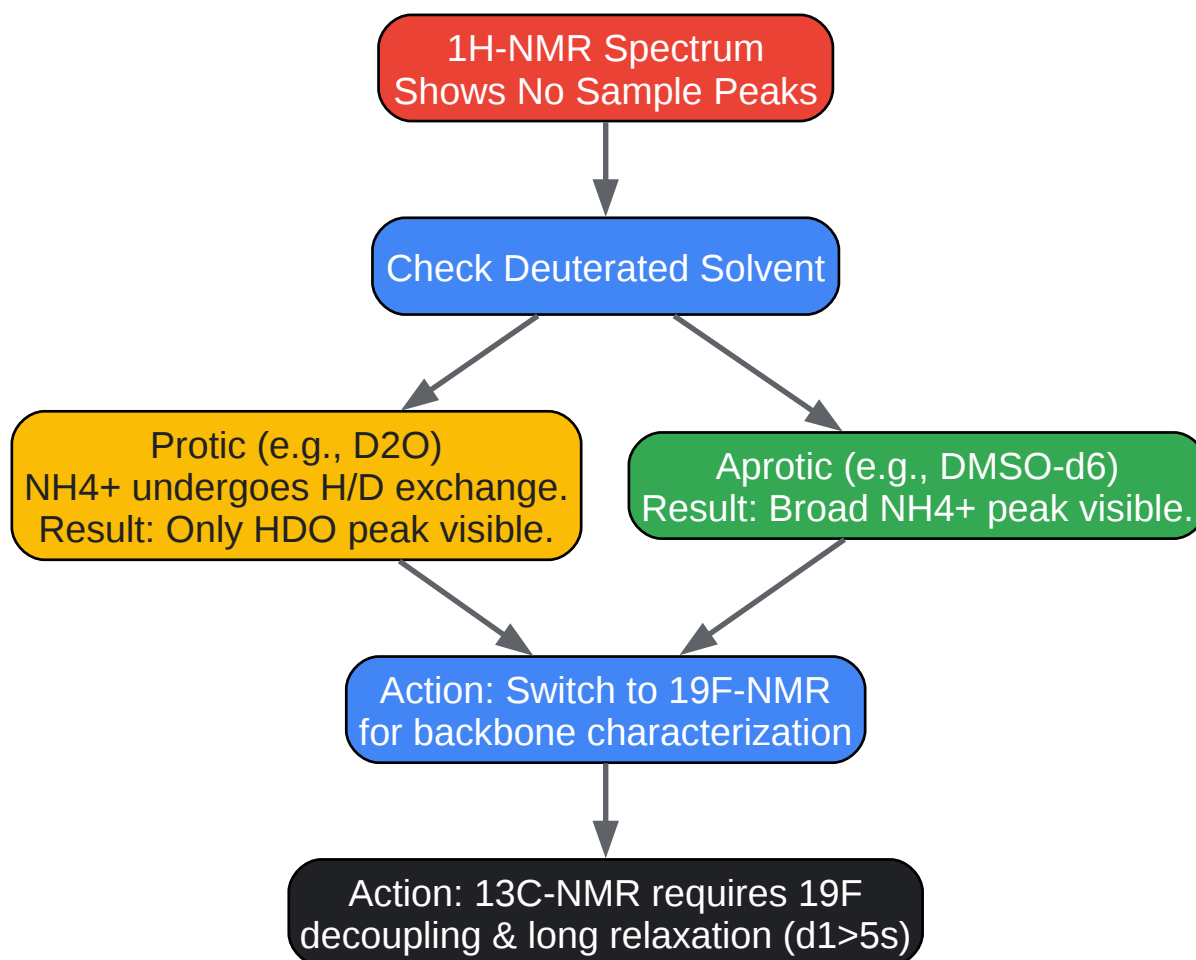 1H-NMR Spectrum
Shows No Sample Peaks
Check Deuterated Solvent
Protic (e.g., D2O)
NH4+ undergoes H/D exchange.
Result: Only HDO peak visible.
Aprotic (e.g., DMSO-d6)
Result: Broad NH4+ peak visible.
Action: Switch to 19F-NMR
for backbone characterization
Action: 13C-NMR requires 19F
decoupling & long relaxation (d1>5s)